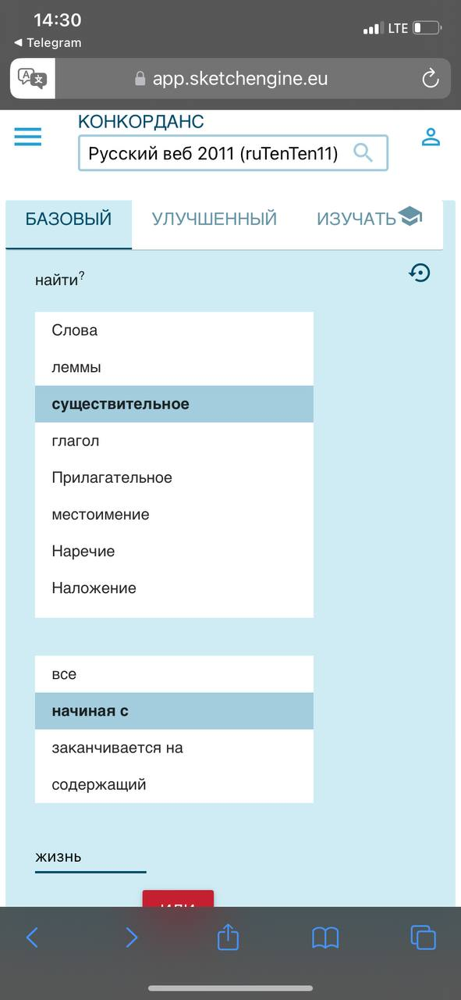 14:30
LTE
◀ Telegram
app.sketchengine.eu
КОНКОРДАНС
Русский веб 2011 (ruTenTen11)
БАЗОВЫЙ
УЛУЧШЕННЫЙ
ИЗУЧАТЬ
найти?
Слова
леммы
существительное
глагол
Прилагательное
местоимение
Наречие
Наложение
все
начиная с
заканчивается на
содержащий
жизнь